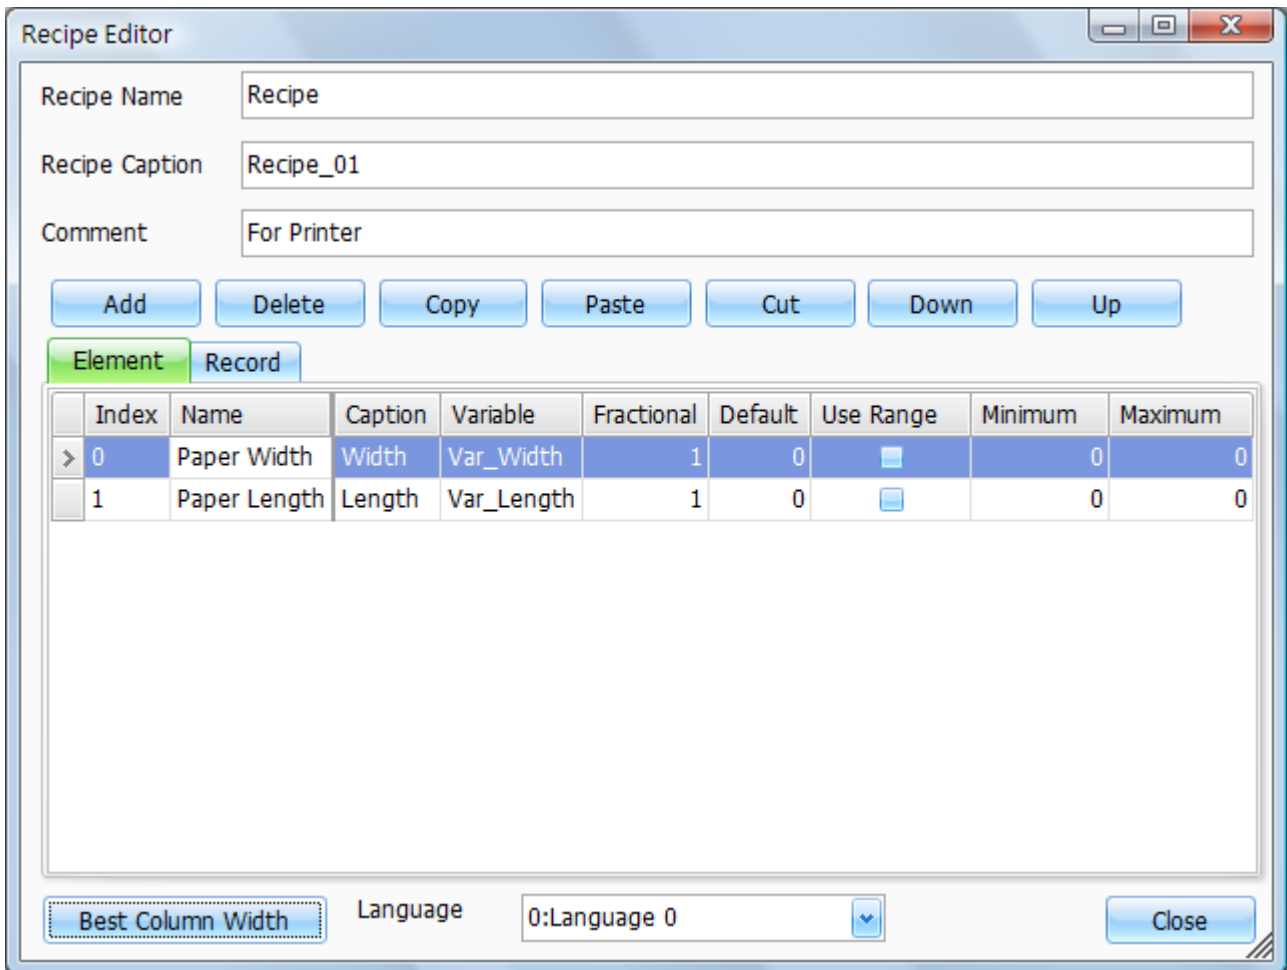 Recipe Editor
Recipe Name Recipe
Recipe Caption Recipe_01
Comment For Printer
Add Delete Copy Paste Cut Down Up
Element Record
Index Name Caption Variable Fractional Default Use Range Minimum Maximum
0 Paper Width Width Var_Width 1 0 0 0
1 Paper Length Length Var_Length 1 0 0 0
Best Column Width Language 0:Language 0 Close